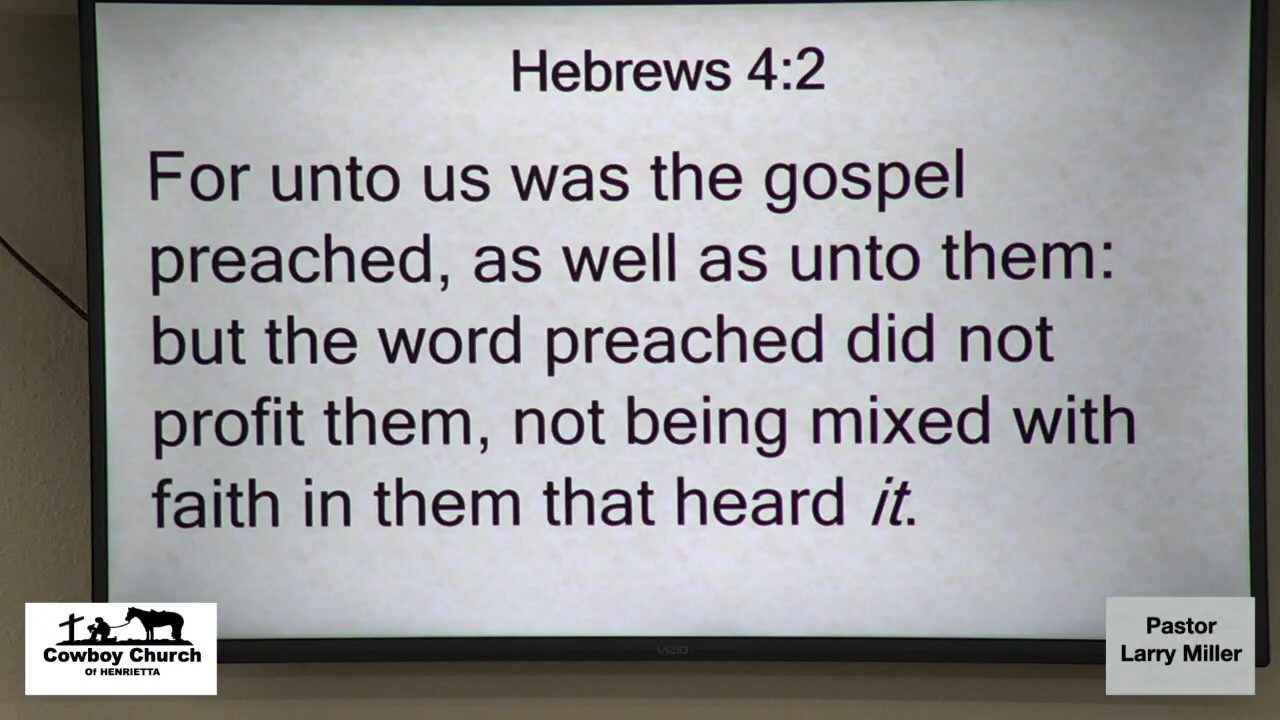 Hebrews 4:2
For unto us was the gospel
preached, as well as unto them:
but the word preached did not
profit them, not being mixed with
faith in them that heard it.
VIZIO
Cowboy Church
OF HENRIETTA
Pastor
Larry Miller